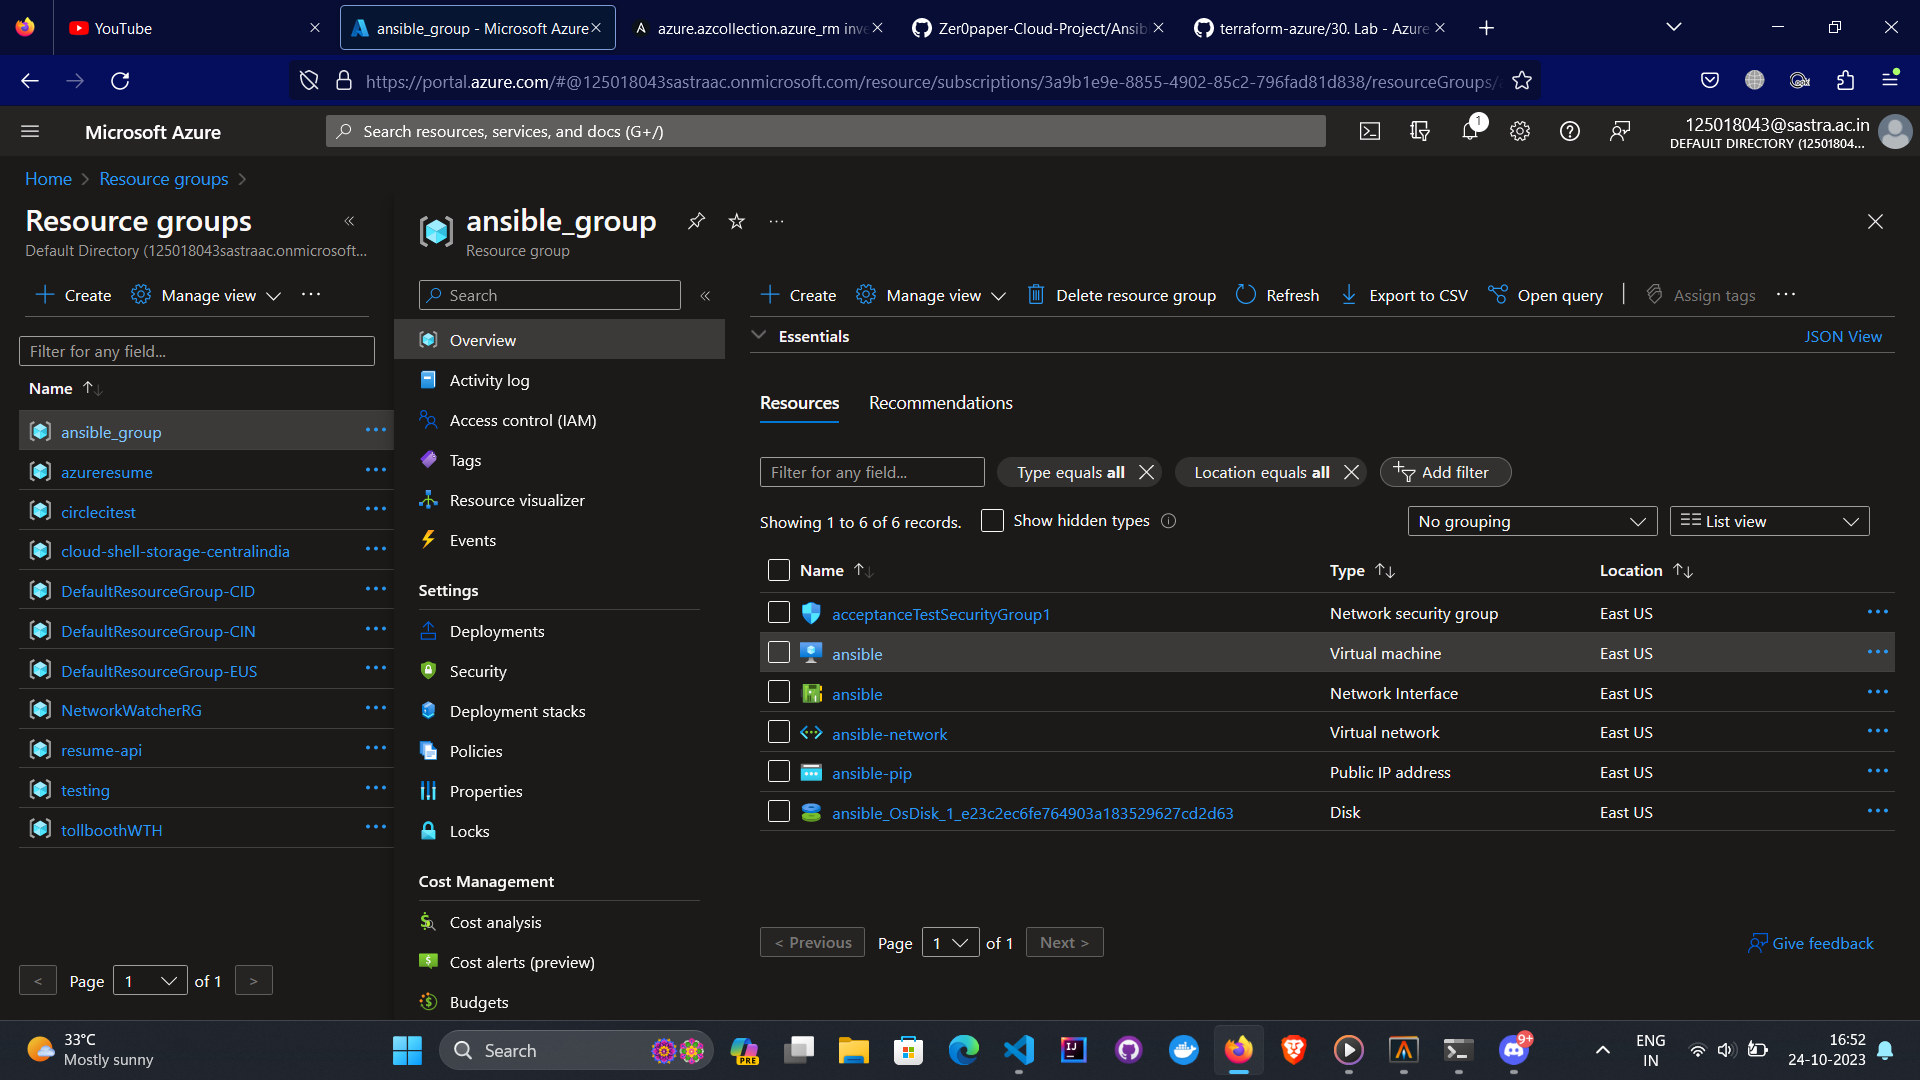 YouTube
ansible_group - Microsoft Azure
azure.azcollection.azure_rm inve
Zer0paper-Cloud-Project/Ansib
terraform-azure/30. Lab - Azure
https://portal.azure.com/#@125018043sastraac.onmicrosoft.com/resource/subscriptions/3a9b1e9e-8855-4902-85c2-796fad81d838/resourceGroups/
Microsoft Azure
Search resources, services, and docs (G+/)
1
125018043@sastra.ac.in
DEFAULT DIRECTORY (12501804...
Home > Resource groups >
Resource groups
Default Directory (125018043sastraac.onmicrosoft...
Create
Manage view
Filter for any field...
Name
ansible_group
azureresume
circlecitest
cloud-shell-storage-centralindia
DefaultResourceGroup-CID
DefaultResourceGroup-CIN
DefaultResourceGroup-EUS
NetworkWatcherRG
resume-api
testing
tollboothWTH
< Page 1 of 1 >
ansible_group
Resource group
Search
Overview
Activity log
Access control (IAM)
Tags
Resource visualizer
Events
Settings
Deployments
Security
Deployment stacks
Policies
Properties
Locks
Cost Management
Cost analysis
Cost alerts (preview)
Budgets
Create
Manage view
Delete resource group
Refresh
Export to CSV
Open query
Assign tags
Essentials
JSON View
Resources
Recommendations
Filter for any field...
Type equals all
Location equals all
Add filter
Showing 1 to 6 of 6 records.
Show hidden types
No grouping
List view
Name Type Location
acceptanceTestSecurityGroup1 Network security group East US
ansible Virtual machine East US
ansible Network Interface East US
ansible-network Virtual network East US
ansible-pip Public IP address East US
ansible_OsDisk_1_e23c2ec6fe764903a183529627cd2d63 Disk East US
< Previous Page 1 of 1 Next >
Give feedback
33°C
Mostly sunny
Search
PRE
IJ
9+
ENG
IN
16:52
24-10-2023